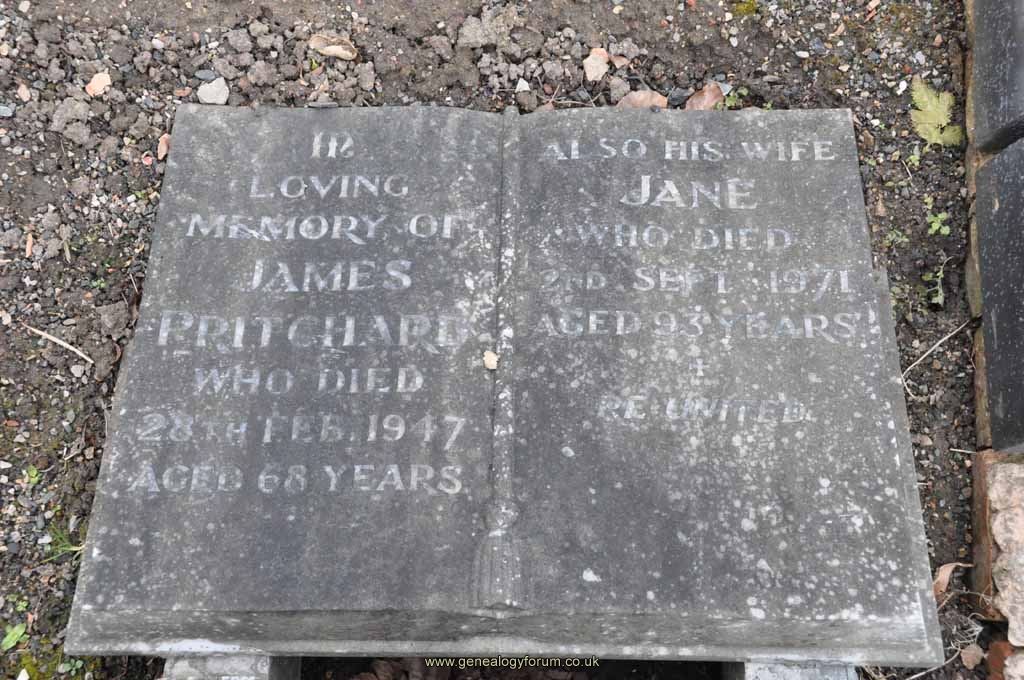 In
LOVING
MEMORY OF
JAMES
PRITCHARD
WHO DIED
28TH FEB. 1947
AGED 68 YEARS
ALSO HIS WIFE
JANE
WHO DIED
2ND SEPT. 1971
AGED 93 YEARS
RE-UNITED.
www.genealogyforum.co.uk